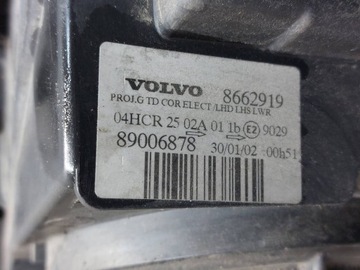 VOLVO 8662919
PROJ.G TD COR ELECT /LHD LHS LWR
04HCR 25 02A 01 1b E2 9029
89006878 30/01/02 00h51